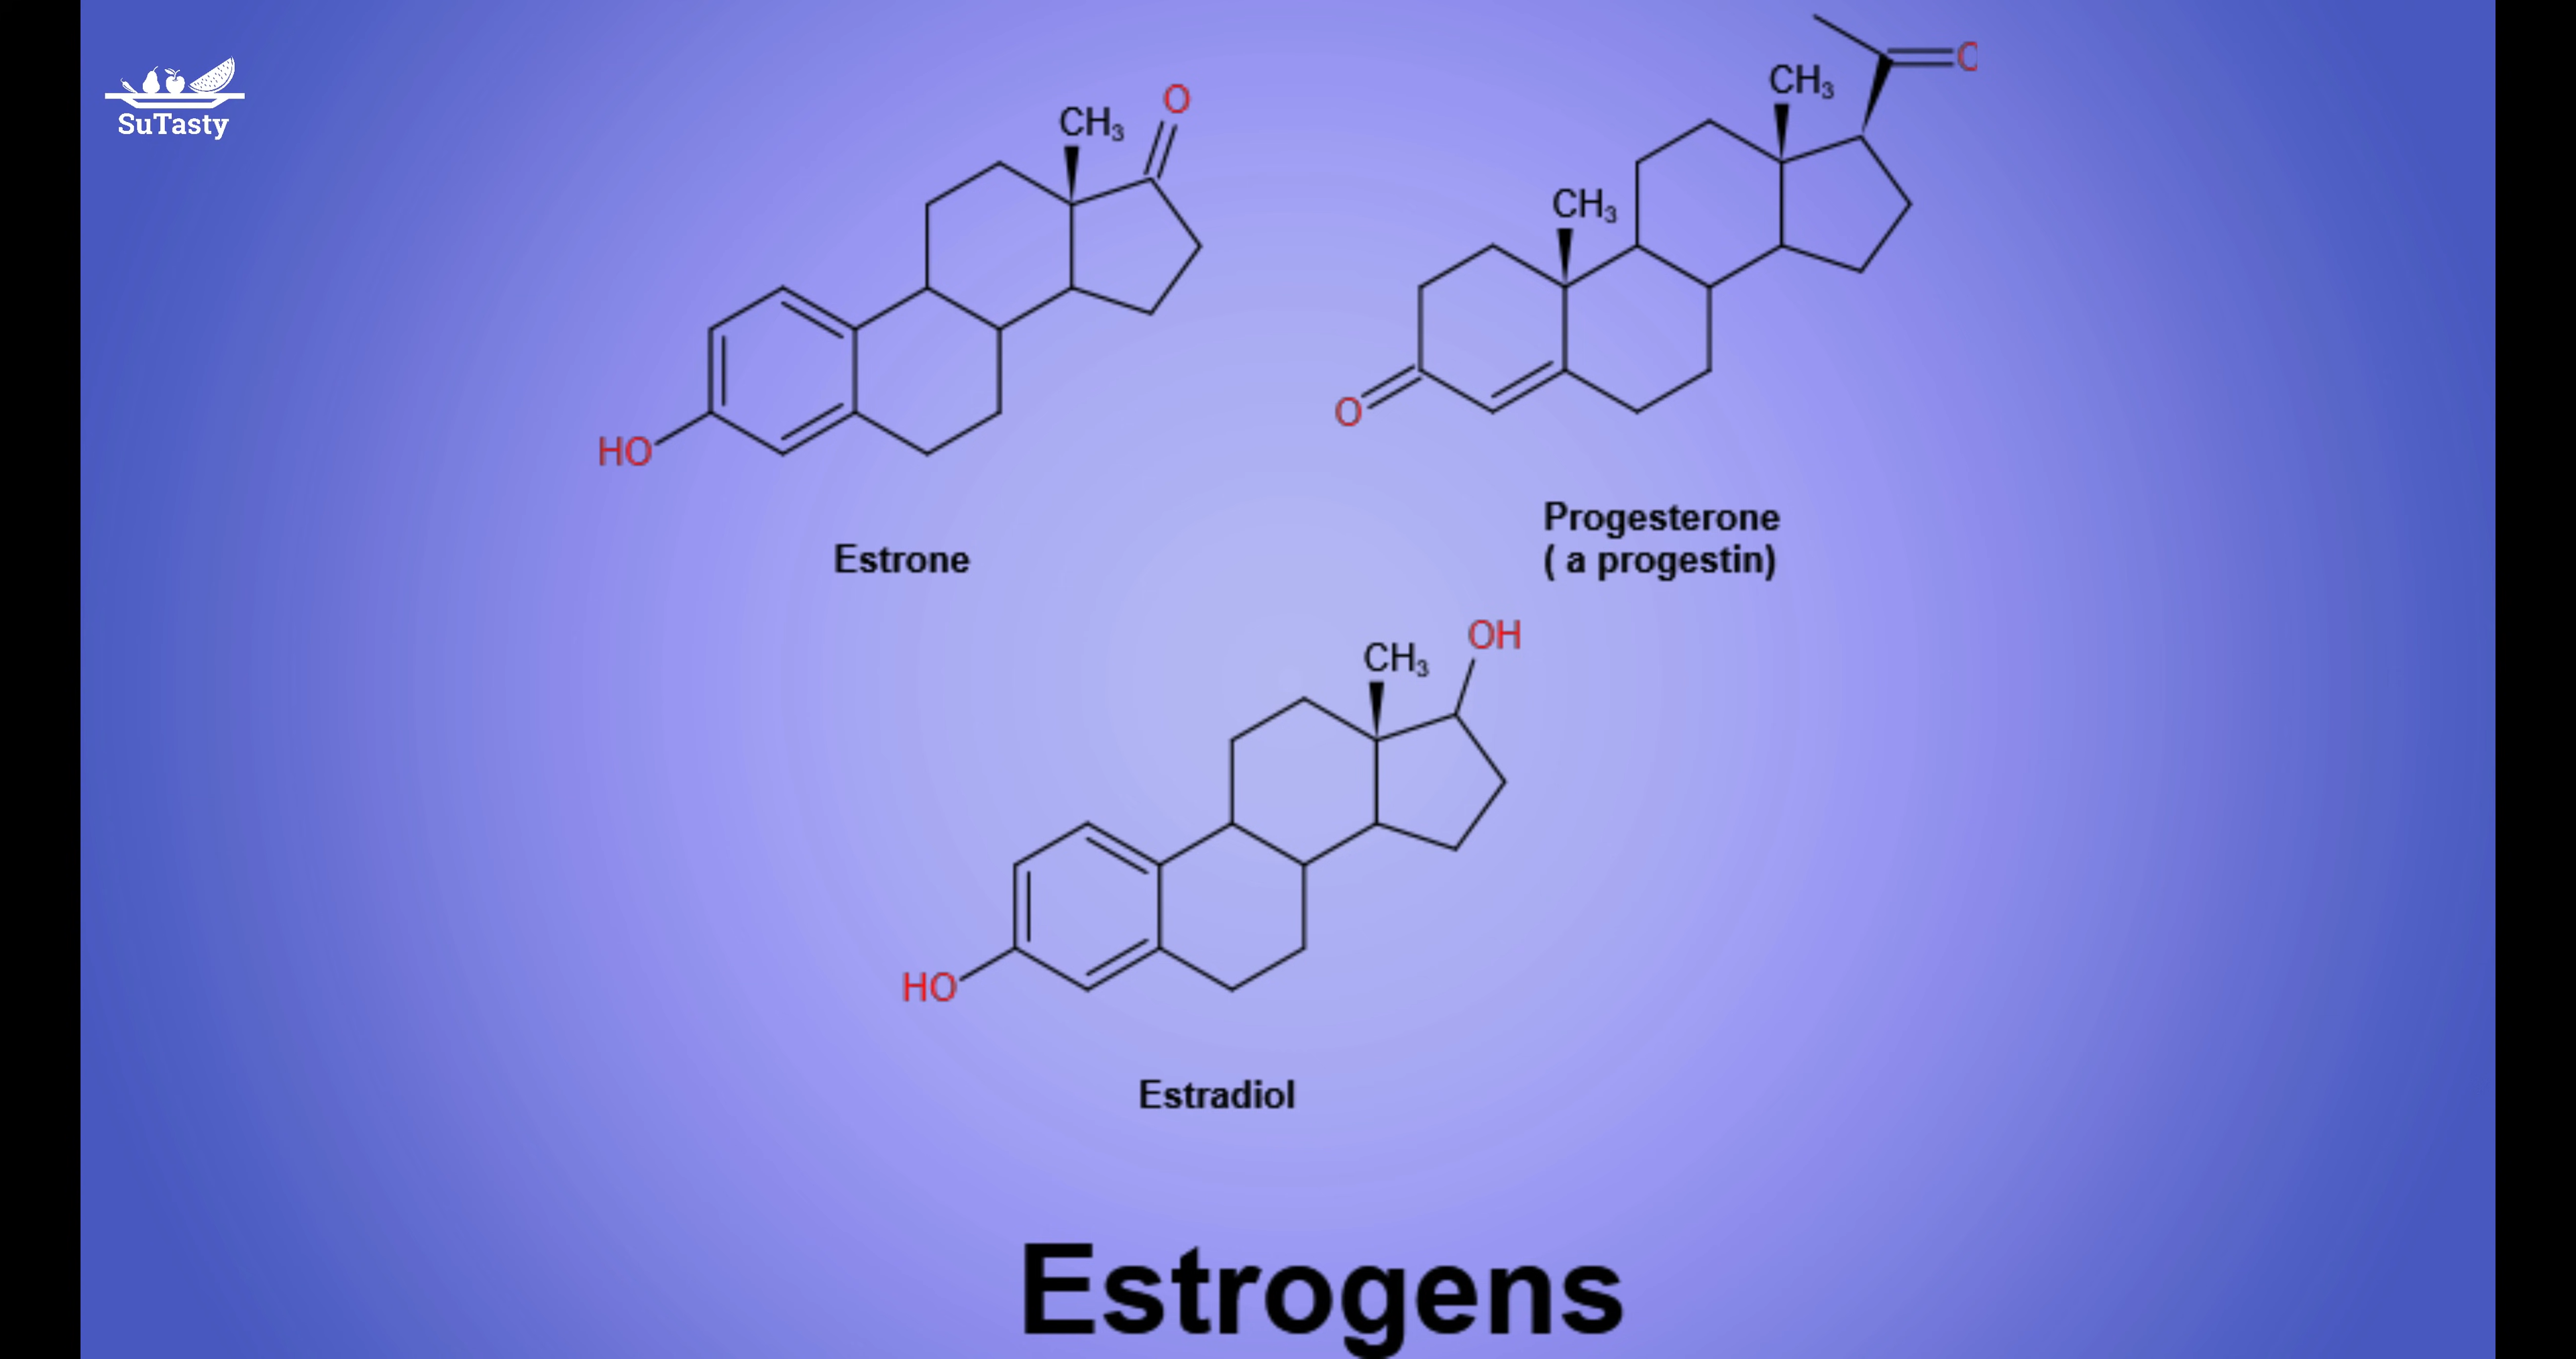 SuTasty
CH3
O
HO
Estrone
CH3
CH3
O
O
Progesterone
( a progestin)
CH3
OH
HO
Estradiol
Estrogens